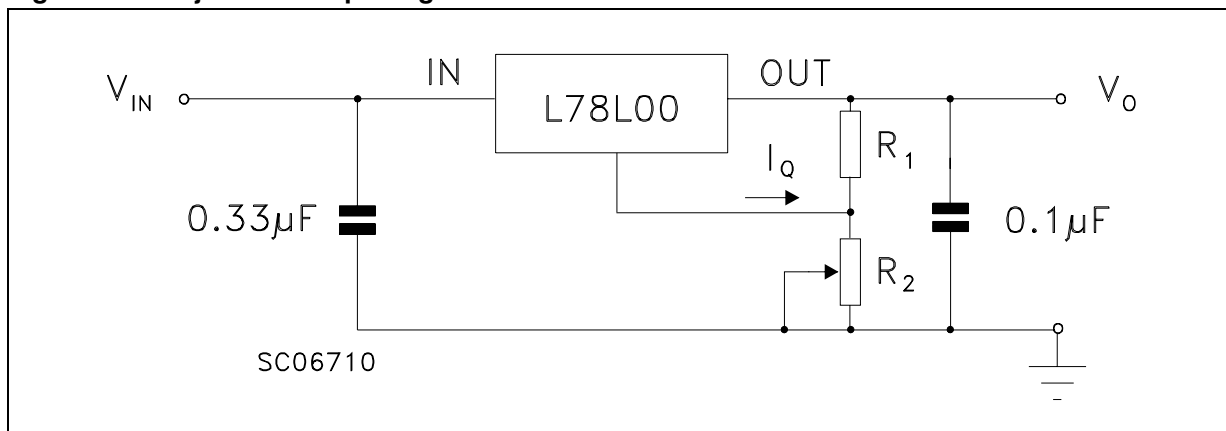 IN
OUT
V_IN
L78L00
V_O
R_1
I_Q
0.33µF
0.1µF
R_2
SC06710